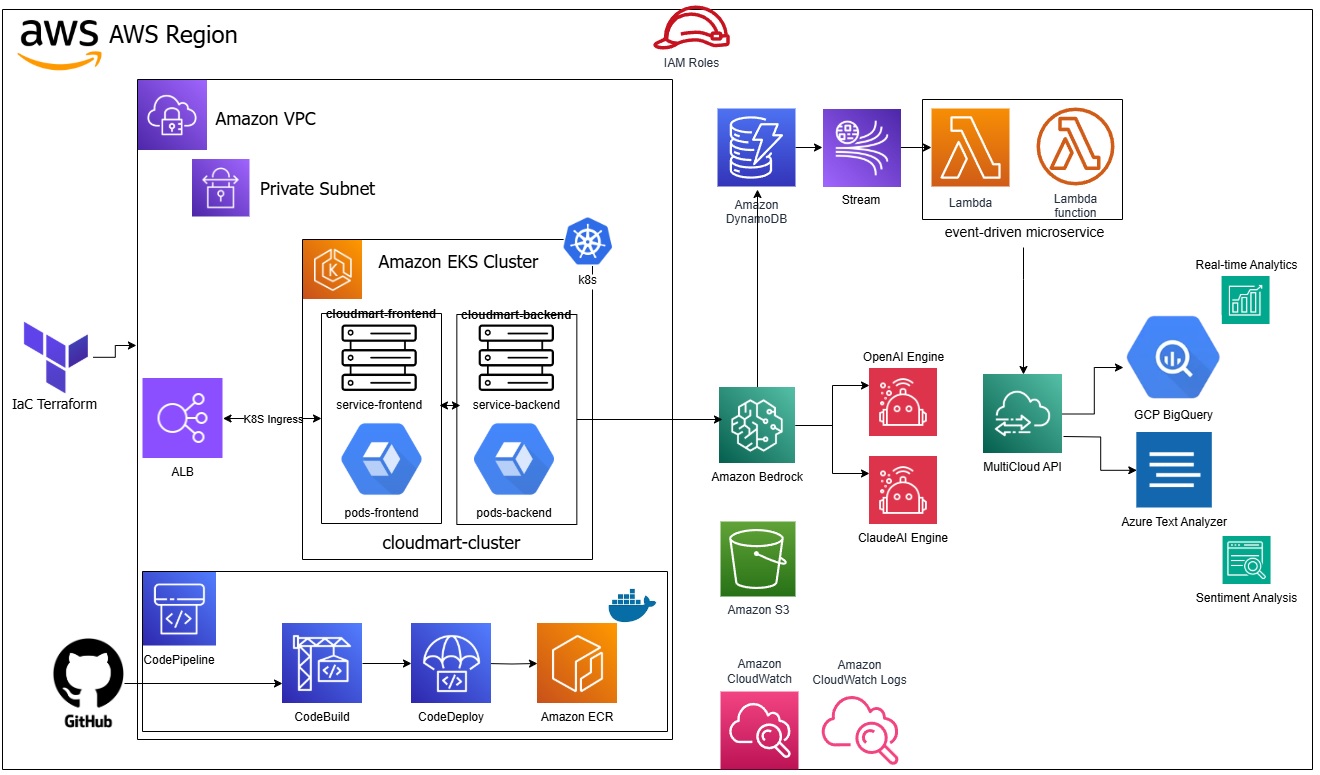 aws
AWS Region
IAM Roles
Amazon VPC
Private Subnet
Amazon EKS Cluster
k8s
cloudmart-frontend
cloudmart-backend
service-frontend
service-backend
pods-frontend
pods-backend
cloudmart-cluster
IaC Terraform
K8S Ingress
ALB
CodePipeline
GitHub
CodeBuild
CodeDeploy
Amazon ECR
Amazon
DynamoDB
Stream
Lambda
Lambda
function
event-driven microservice
Real-time Analytics
OpenAI Engine
GCP BigQuery
Amazon Bedrock
MultiCloud API
ClaudeAI Engine
Azure Text Analyzer
Amazon S3
Sentiment Analysis
Amazon
CloudWatch
Amazon
CloudWatch Logs